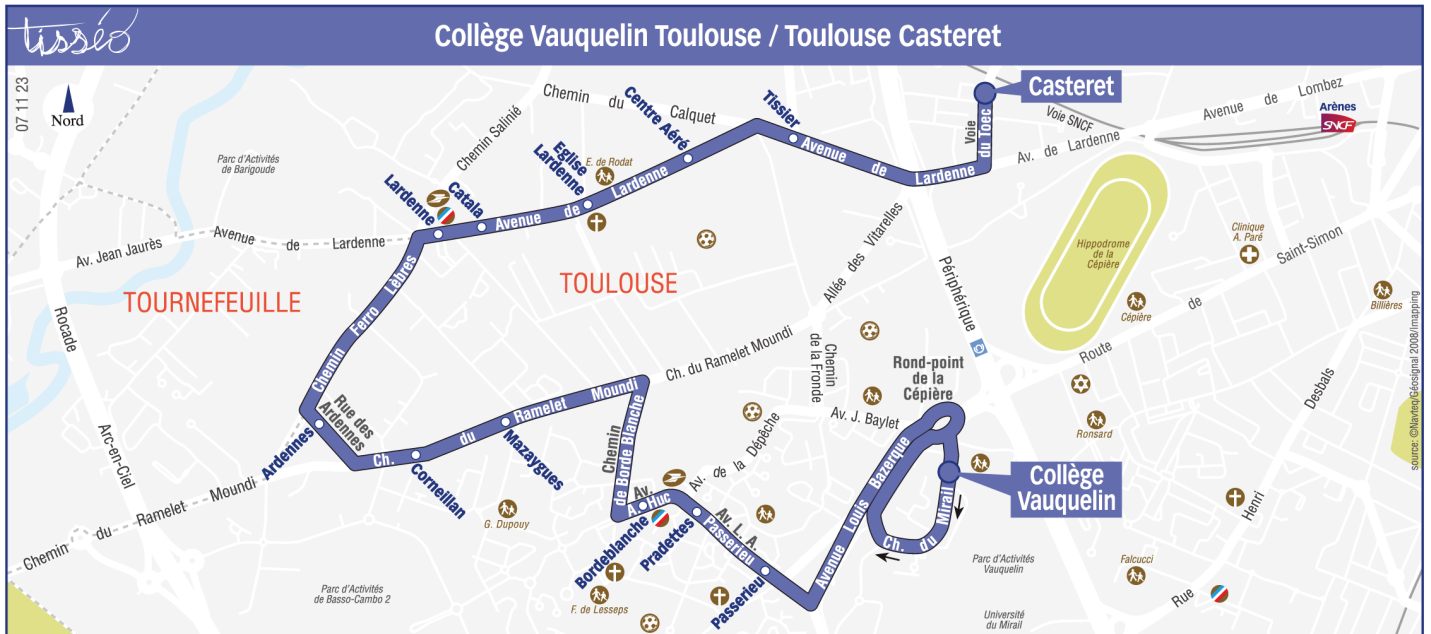 tisséo
Collège Vauquelin Toulouse / Toulouse Casteret
07 11 23
Nord
Casteret
Voie
du Toec
Voie SNCF
Avenue de Lombez
Arènes
SNCF
Av. de Lardenne
Chemin du Calquet
Tissier
Centre Aéré
Chemin Salinié
Parc d'Activités
de Barigoude
Eglise
Lardenne
E. de Rodat
Avenue de Lardenne
Lardenne
Catala
Avenue de Lardenne
Av. Jean Jaurès
Avenue de Lardenne
Allée des Vitarelles
Périphérique
Hippodrome
de la
Cépière
Clinique
A. Paré
Route de Saint-Simon
Cépière
Billières
TOURNEFEUILLE
TOULOUSE
Rocade
Arc-en-Ciel
Chemin Ferro Lèbres
Ch. du Ramelet Moundi
Chemin
de la Fronde
Rond-point
de la
Cépière
Av. J. Baylet
Ronsard
Rue Henri Desbals
Rue des
Ardennes
Ardennes
Ch. du Ramelet Moundi
Corneillan
Mazaygues
Chemin
de Borde Blanche
Chemin du Ramelet Moundi
Av.
A. Huc
Av. de la Dépêche
Av. L. A.
Passerieu
Bordeblanche
Pradettes
Passerieu
Avenue Louis Bazerque
Ch. du Mirail
Collège
Vauquelin
G. Dupouy
F. de Lesseps
Parc d'Activités
de Basso-Cambo 2
Parc d'Activités
Vauquelin
Université
du Mirail
Falcucci
source: ©Navteq/Géosignal 2008/Imapping